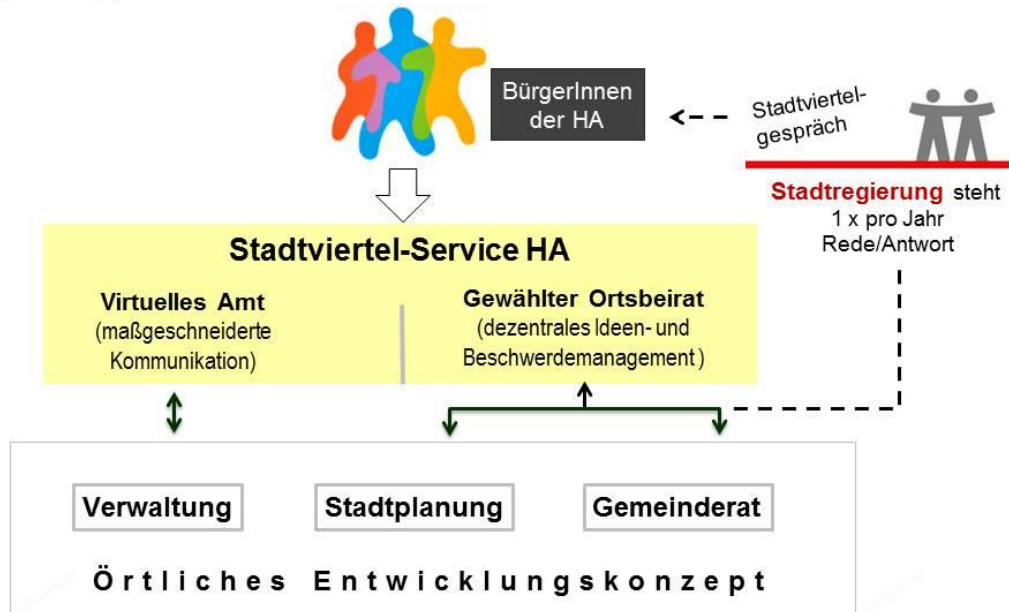 BürgerInnen
der HA
Stadtviertel-
gespräch
Stadtregierung steht
1 x pro Jahr
Rede/Antwort
Stadtviertel-Service HA
Virtuelles Amt
(maßgeschneiderte
Kommunikation)
Gewählter Ortsbeirat
(dezentrales Ideen- und
Beschwerdemanagement )
Verwaltung
Stadtplanung
Gemeinderat
Örtliches Entwicklungskonzept